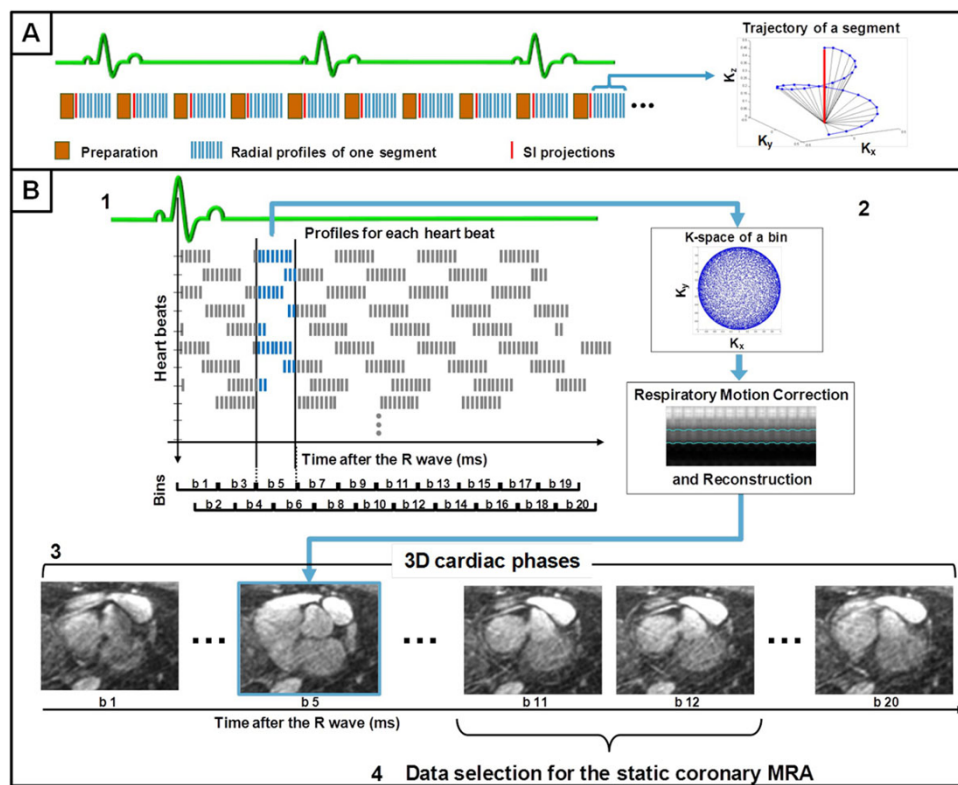 A
Trajectory of a segment
Kz
Ky
Kx
Preparation
Radial profiles of one segment
SI projections
B
1
2
Profiles for each heart beat
K-space of a bin
Ky
Kx
Heart beats
Respiratory Motion Correction
and Reconstruction
Time after the R wave (ms)
Bins
b 1 b 3 b 5 b 7 b 9 b 11 b 13 b 15 b 17 b 19
b 2 b 4 b 6 b 8 b 10 b 12 b 14 b 16 b 18 b 20
3
3D cardiac phases
b 1 b 5 b 11 b 12 b 20
Time after the R wave (ms)
4 Data selection for the static coronary MRA